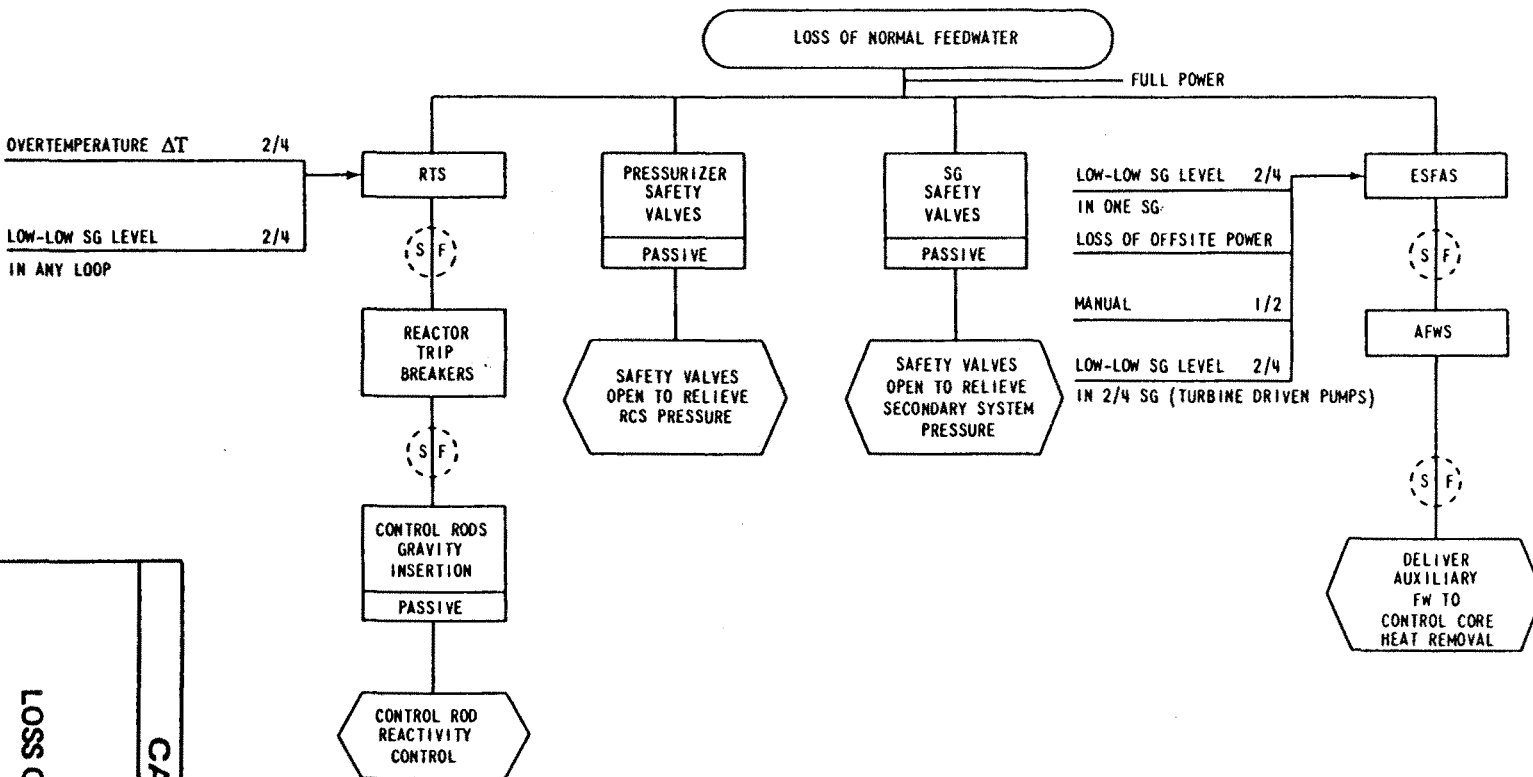 LOSS OF NORMAL FEEDWATER
FULL POWER
OVERTEMPERATURE ΔT 2/4
LOW-LOW SG LEVEL 2/4
IN ANY LOOP
RTS
S F
REACTOR
TRIP
BREAKERS
S F
CONTROL RODS
GRAVITY
INSERTION
PASSIVE
CONTROL ROD
REACTIVITY
CONTROL
PRESSURIZER
SAFETY
VALVES
PASSIVE
SAFETY VALVES
OPEN TO RELIEVE
RCS PRESSURE
SG
SAFETY
VALVES
PASSIVE
SAFETY VALVES
OPEN TO RELIEVE
SECONDARY SYSTEM
PRESSURE
LOW-LOW SG LEVEL 2/4
IN ONE SG
LOSS OF OFFSITE POWER
MANUAL 1/2
LOW-LOW SG LEVEL 2/4
IN 2/4 SG (TURBINE DRIVEN PUMPS)
ESFAS
S F
AFWS
S F
DELIVER
AUXILIARY
FW TO
CONTROL CORE
HEAT REMOVAL
CA
LOSS O